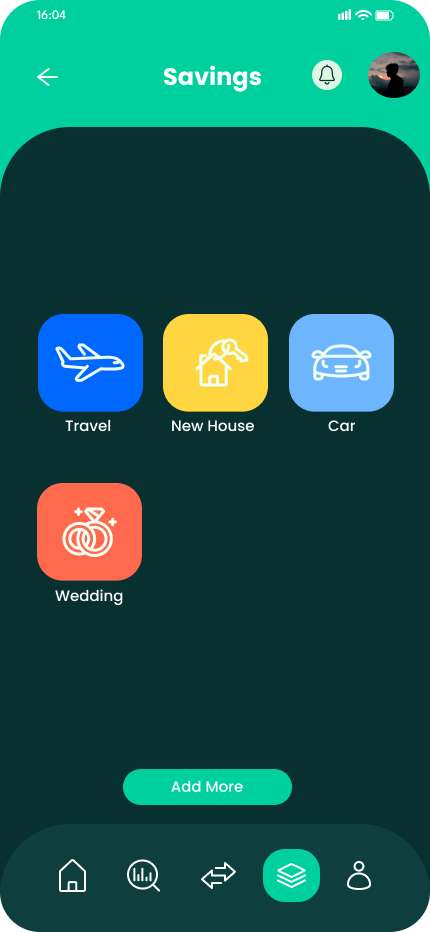 16:04
Savings
Travel
New House
Car
Wedding
Add More